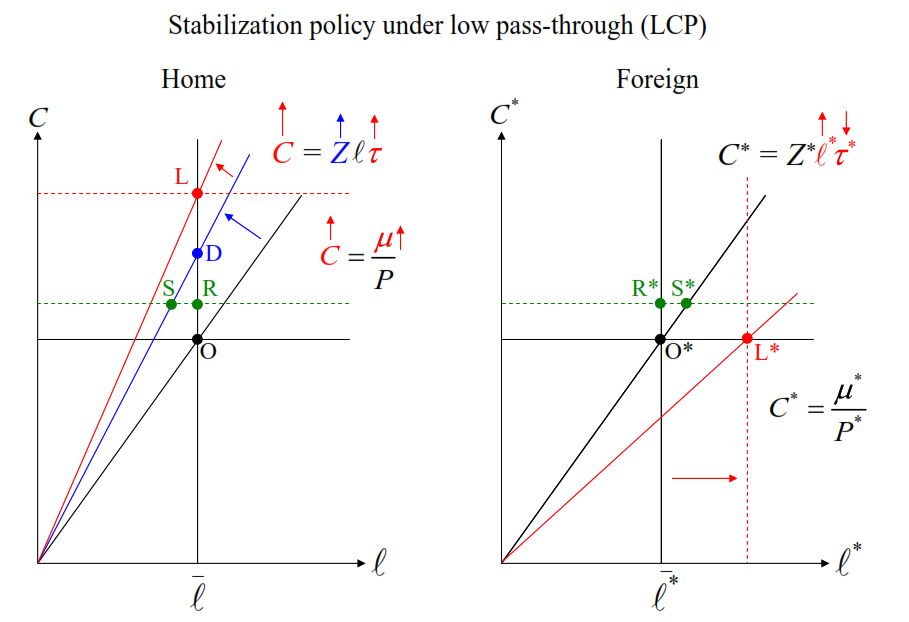 Stabilization policy under low pass-through (LCP)
Home
Foreign
C
C = Zℓτ
L
D
C = μ/P
S
R
O
ℓ
ℓ̄
C*
C* = Z*ℓ*τ*
R*
S*
O*
L*
C* = μ*/P*
ℓ*
ℓ̄*